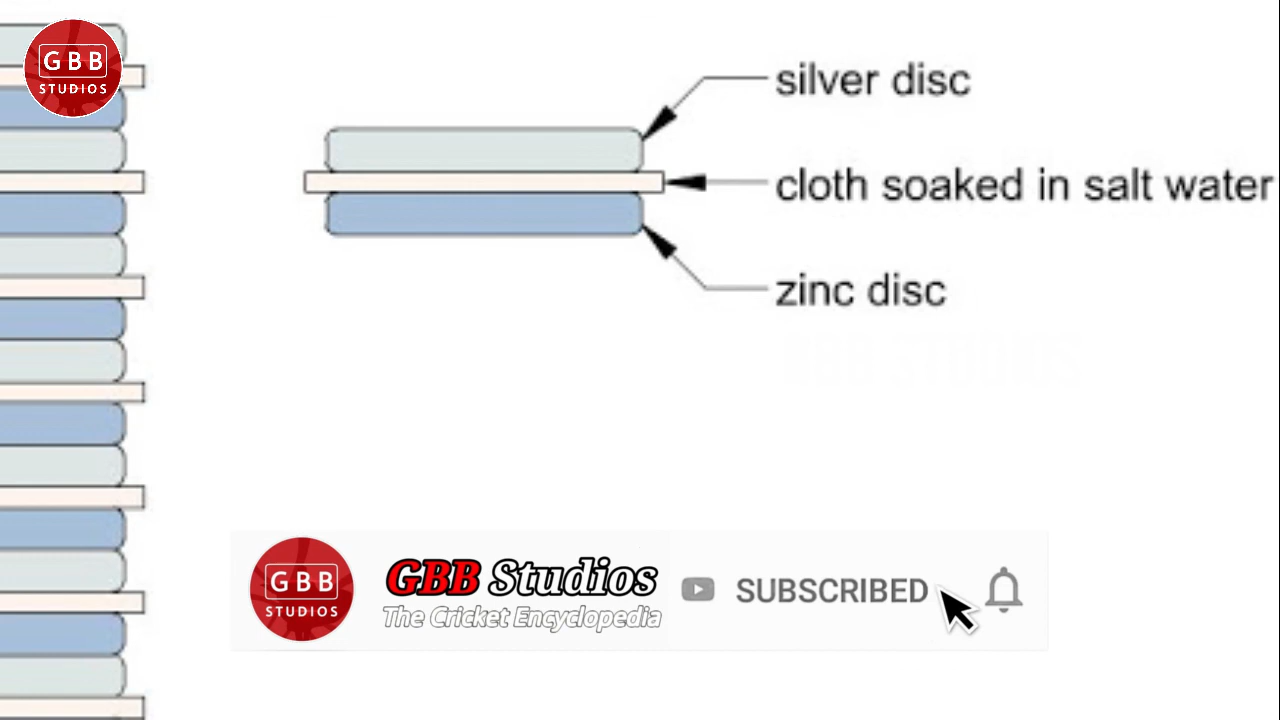 GBB
STUDIOS
silver disc
cloth soaked in salt water
zinc disc
GBB
STUDIOS
GBB Studios
The Cricket Encyclopedia
SUBSCRIBED